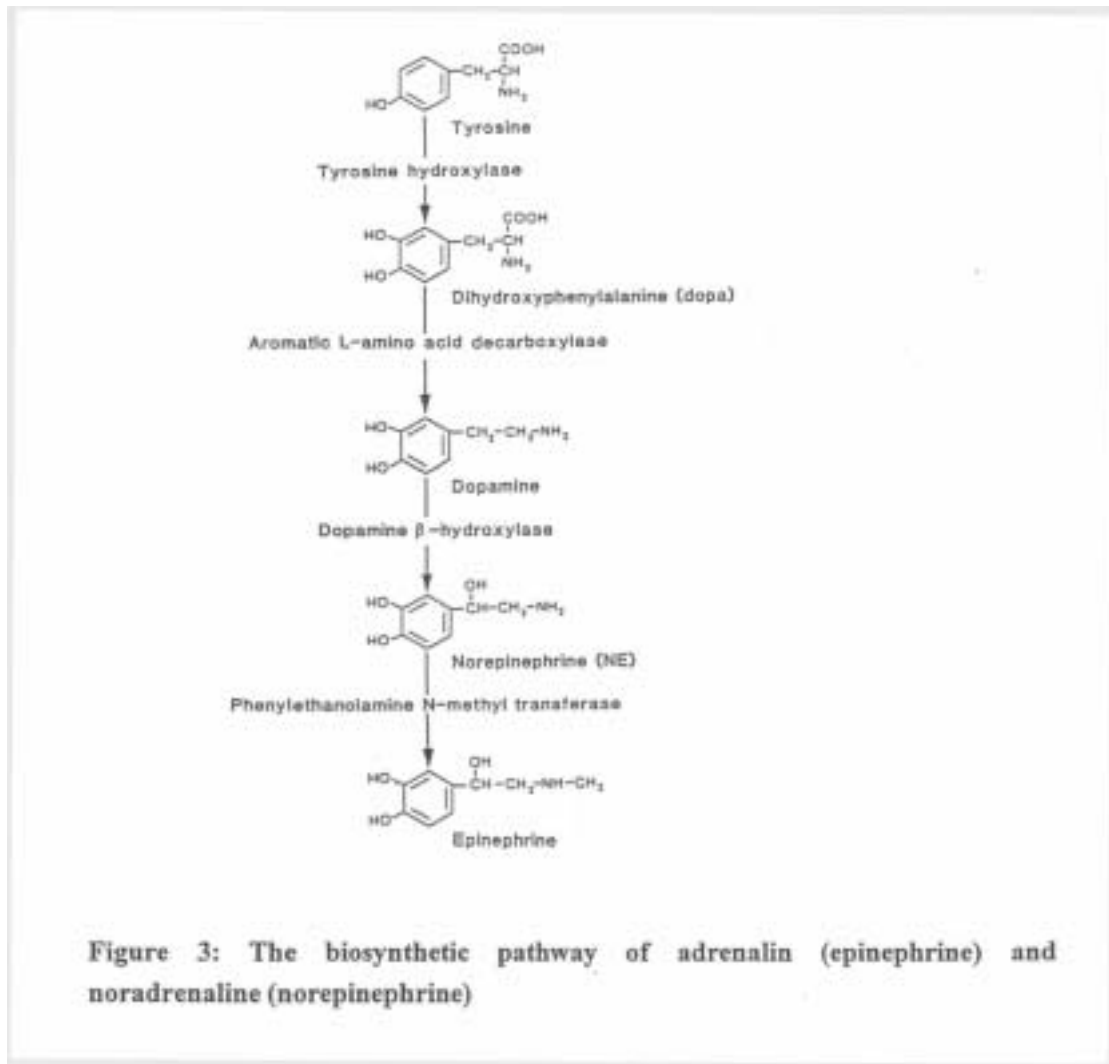 COOH
CH₂-CH
NH₂
HO
Tyrosine
Tyrosine hydroxylase
COOH
HO
CH₂-CH
HO
NH₂
Dihydroxyphenylalanine (dopa)
Aromatic L-amino acid decarboxylase
HO
CH₂-CH₂-NH₂
HO
Dopamine
Dopamine β-hydroxylase
OH
HO
CH-CH₂-NH₂
HO
Norepinephrine (NE)
Phenylethanolamine N-methyl transferase
OH
HO
CH-CH₂-NH-CH₃
HO
Epinephrine
Figure 3: The biosynthetic pathway of adrenalin (epinephrine) and
noradrenaline (norepinephrine)